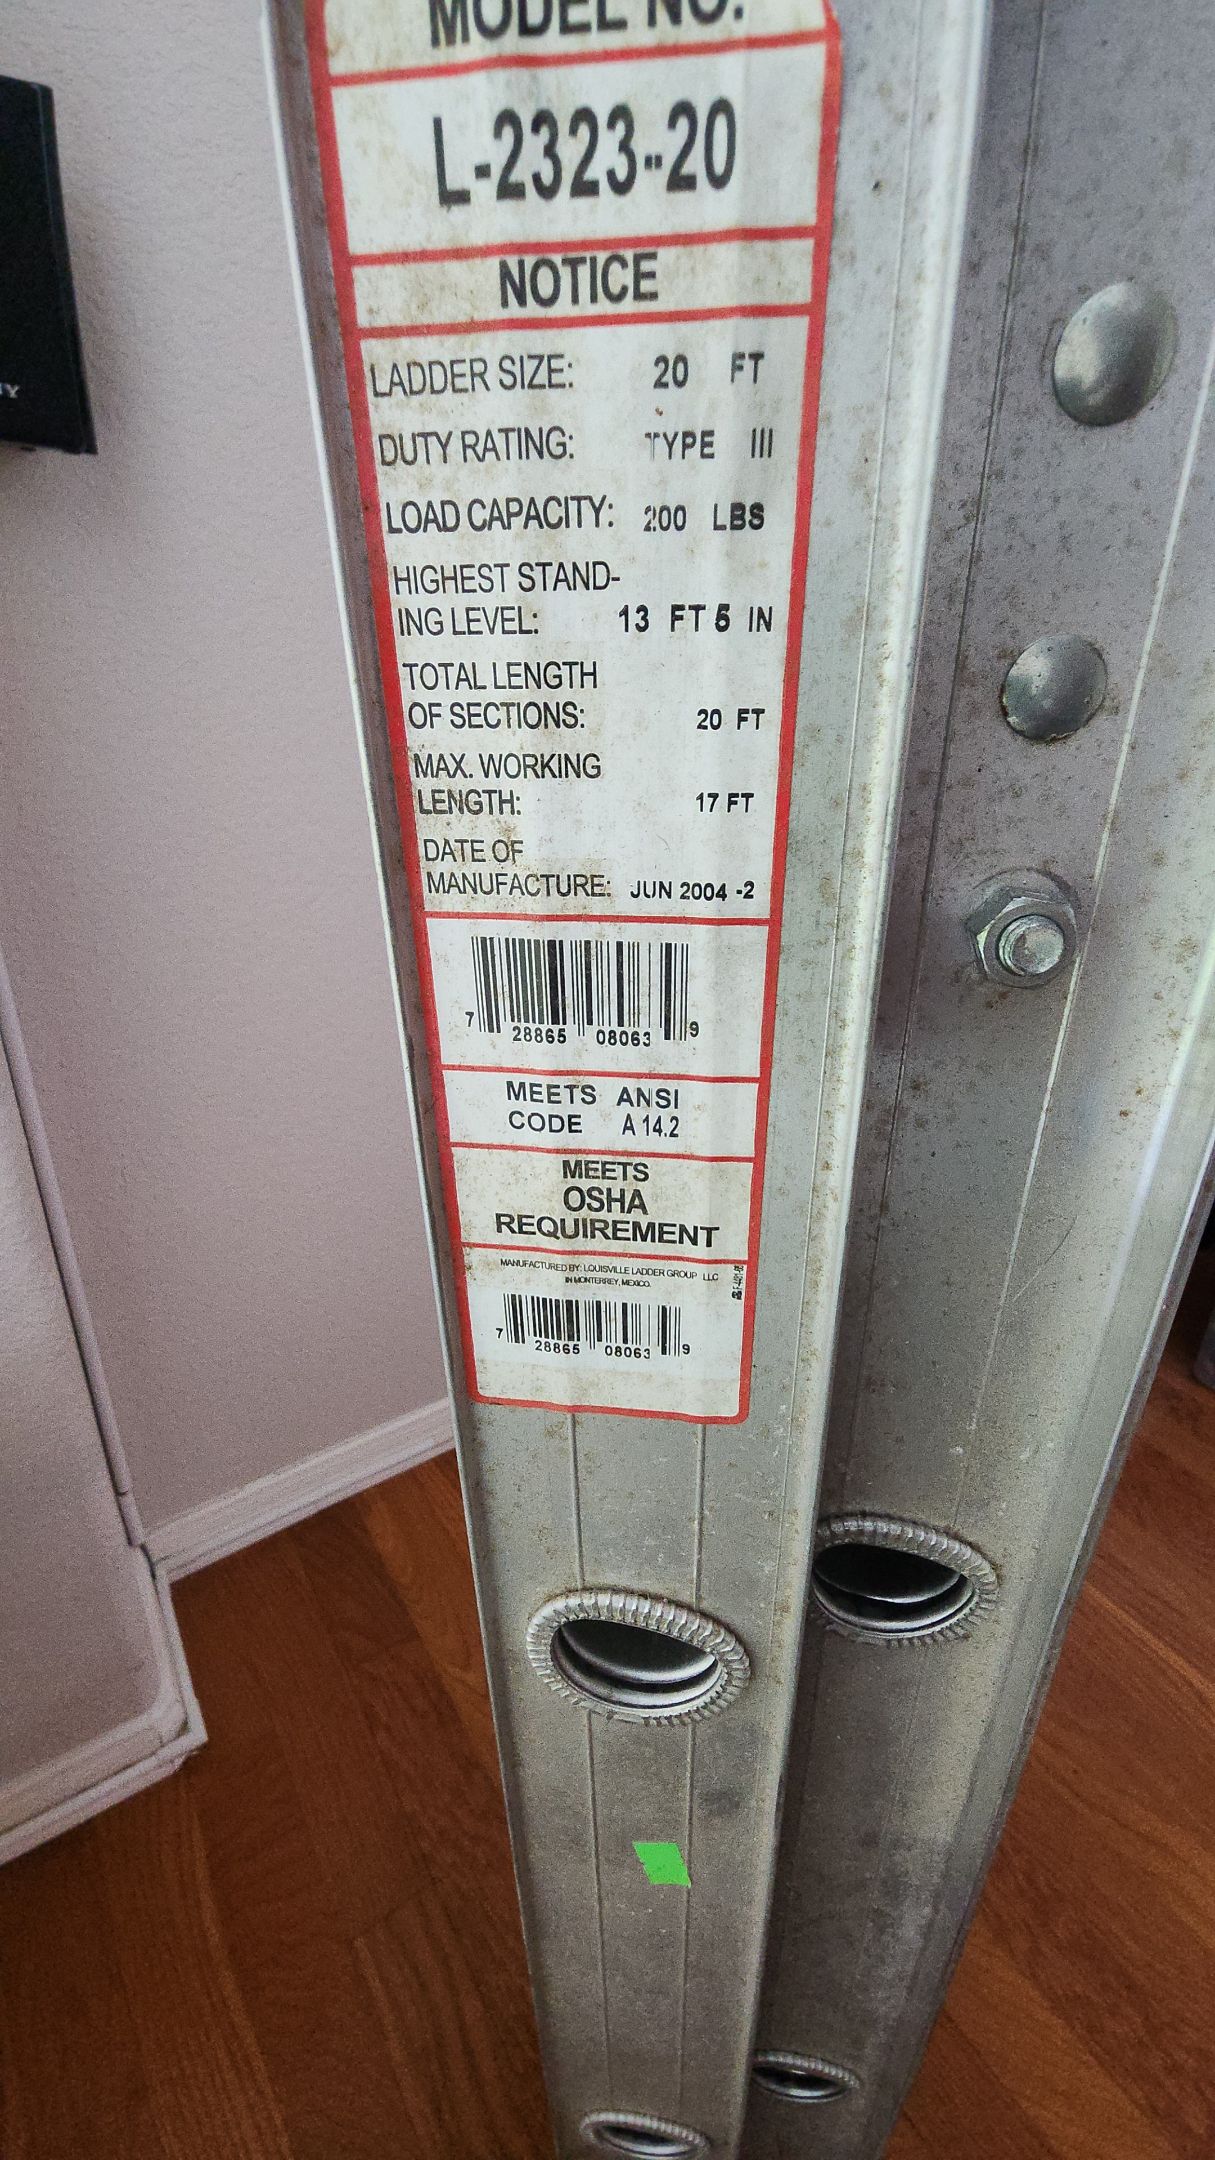 MODEL NO.
L-2323-20
NOTICE
LADDER SIZE: 20 FT
DUTY RATING: TYPE III
LOAD CAPACITY: 200 LBS
HIGHEST STAND-
ING LEVEL: 13 FT 5 IN
TOTAL LENGTH
OF SECTIONS: 20 FT
MAX. WORKING
LENGTH: 17 FT
DATE OF
MANUFACTURE: JUN 2004 -2
7 28865 08063 9
MEETS ANSI
CODE A 14.2
MEETS
OSHA
REQUIREMENT
MANUFACTURED BY: LOUISVILLE LADDER GROUP LLC
IN MONTERREY, MEXICO.
7 28865 08063 9